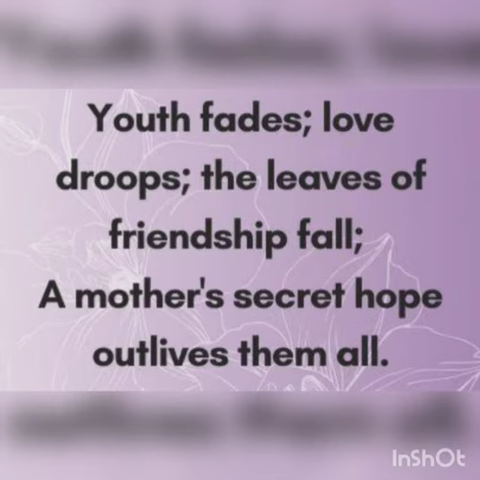 Youth fades; love
droops; the leaves of
friendship fall;
A mother's secret hope
outlives them all.
InShOt